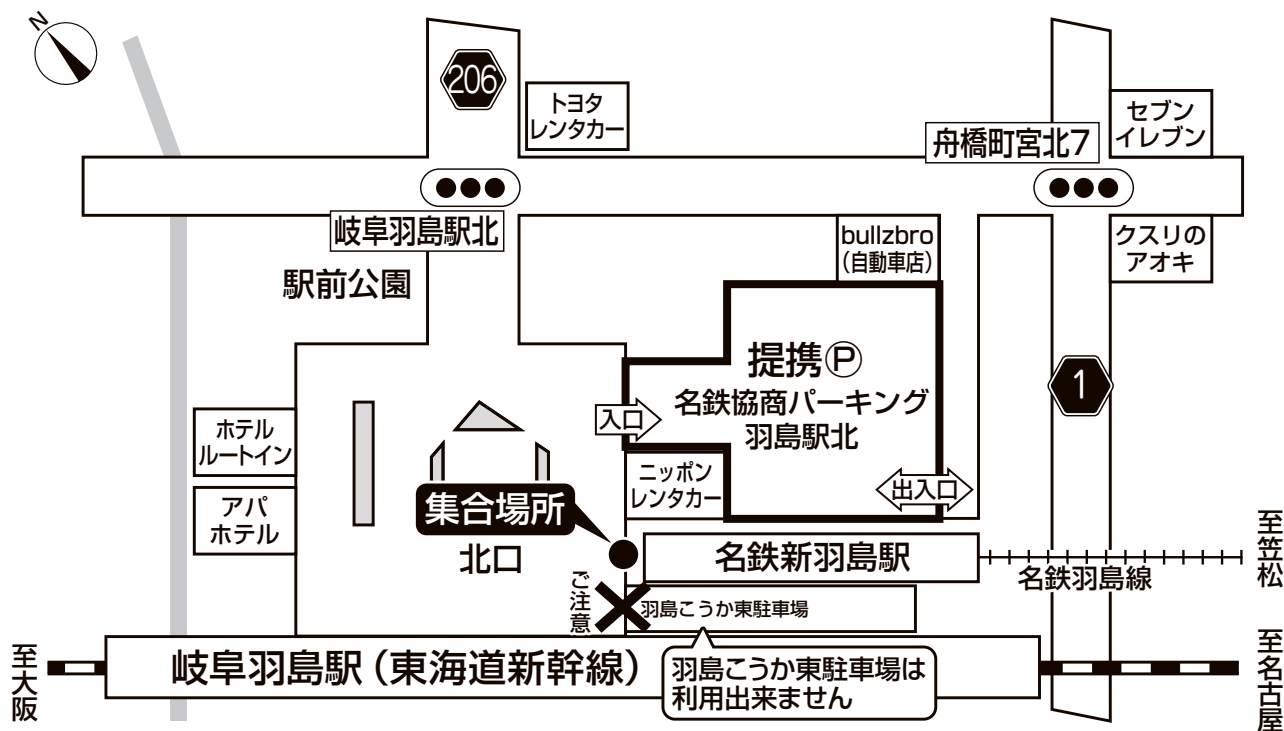 N
206
トヨタ
レンタカー
舟橋町宮北7
セブン
イレブン
岐阜羽島駅北
駅前公園
bullzbro
（自動車店）
クスリの
アオキ
提携Ⓟ
名鉄協商パーキング
羽島駅北
1
入口
ホテル
ルートイン
ニッポン
レンタカー
出入口
アパ
ホテル
集合場所
北口
名鉄新羽島駅
名鉄羽島線
至笠松
ご注意
羽島こうか東駐車場
至大阪
岐阜羽島駅（東海道新幹線）
羽島こうか東駐車場は
利用出来ません
至名古屋